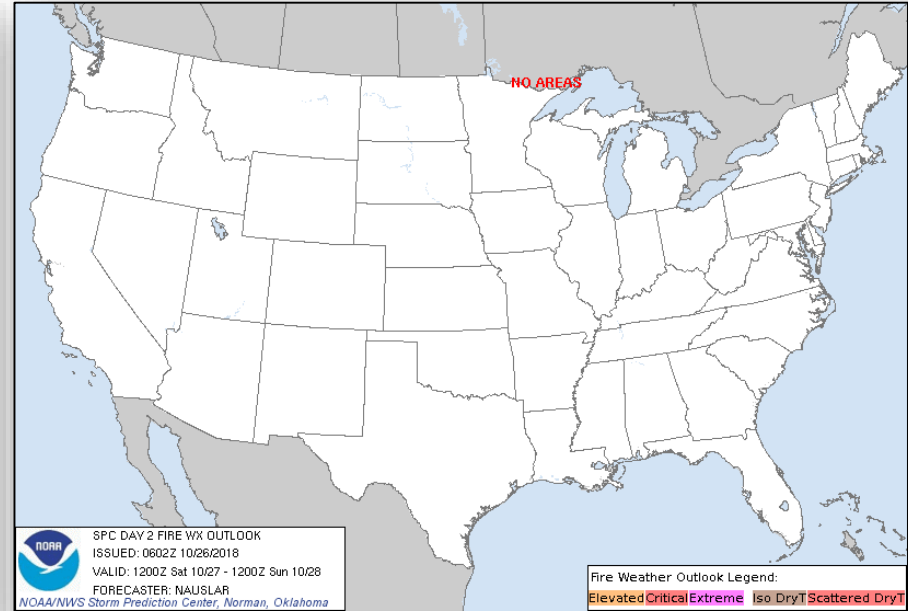 NO AREAS
NOAA
SPC DAY 2 FIRE WX OUTLOOK
ISSUED: 0602Z 10/26/2018
VALID: 1200Z Sat 10/27 - 1200Z Sun 10/28
FORECASTER: NAUSLAR
NOAA/NWS Storm Prediction Center, Norman, Oklahoma
Fire Weather Outlook Legend:
Elevated Critical Extreme Iso DryT Scattered DryT